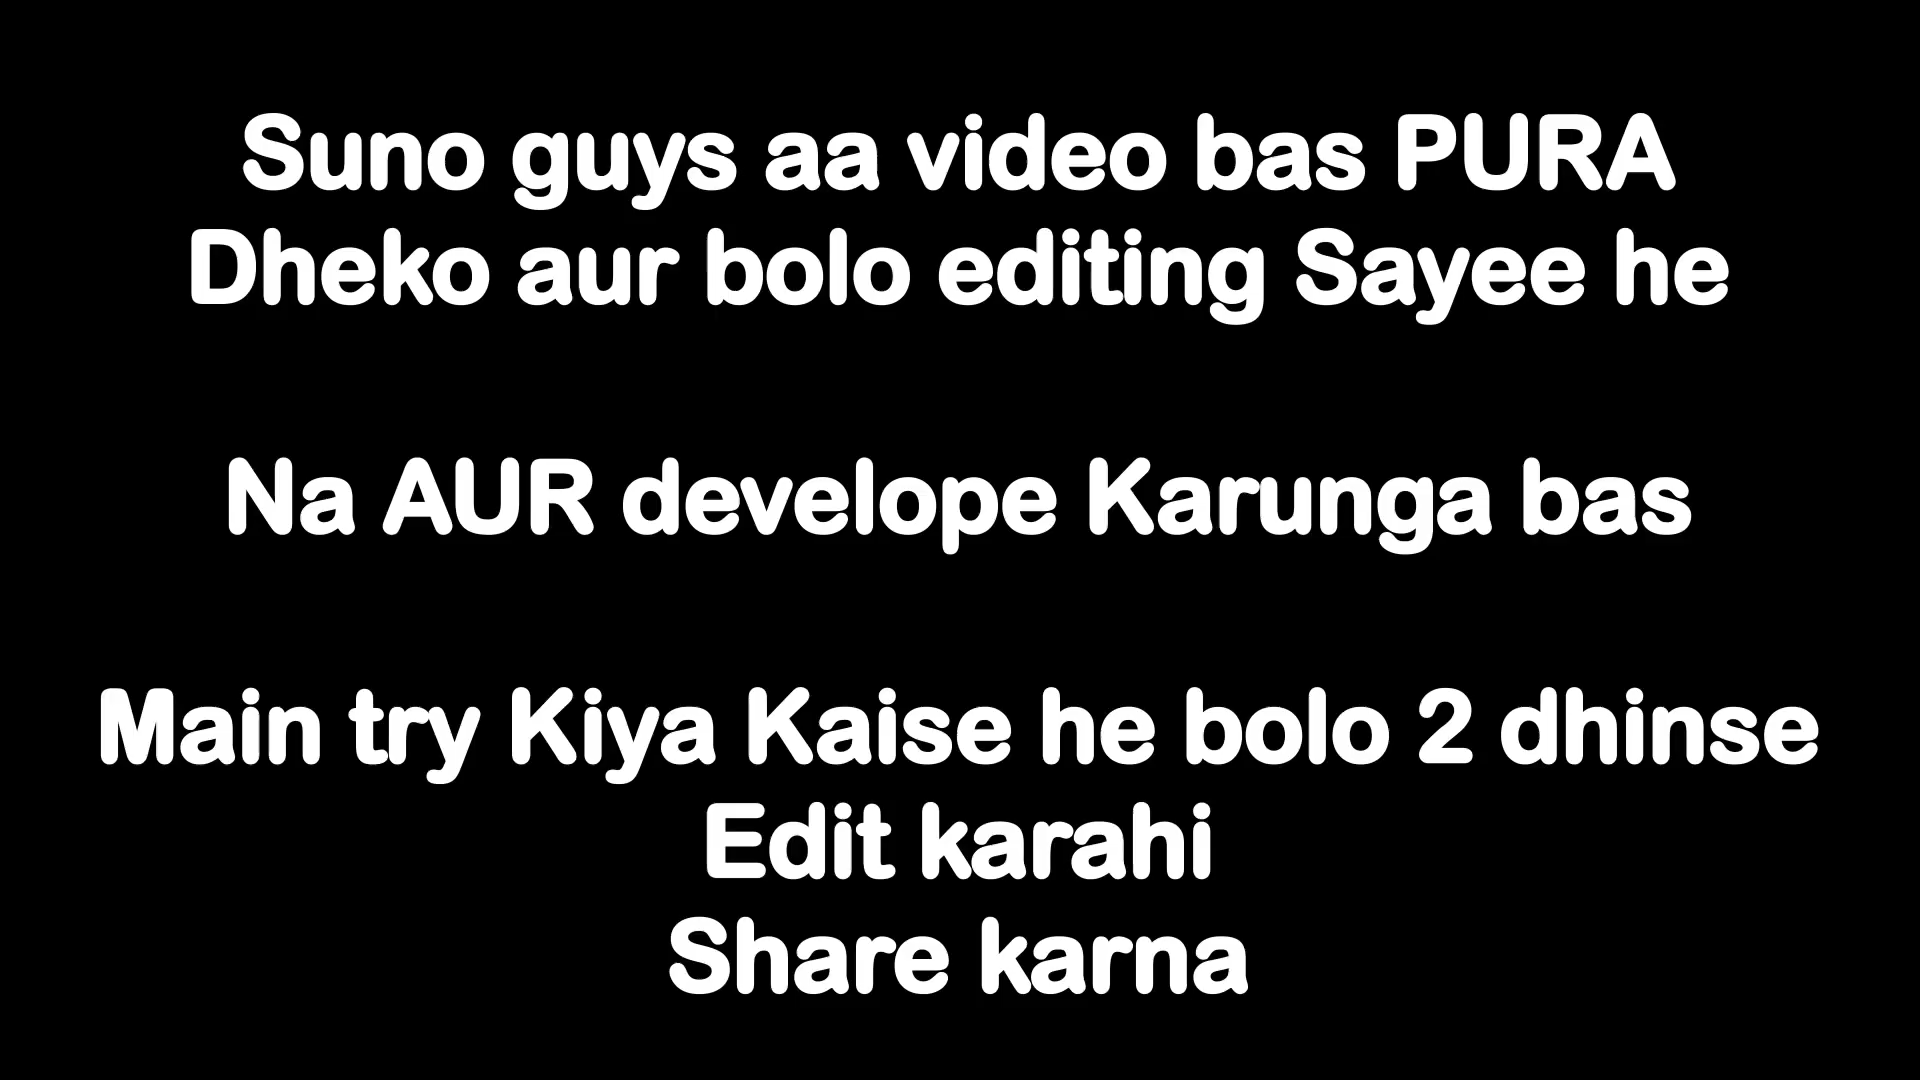 Suno guys aa video bas PURA
Dheko aur bolo editing Sayee he
Na AUR develope Karunga bas
Main try Kiya Kaise he bolo 2 dhinse
Edit karahi
Share karna